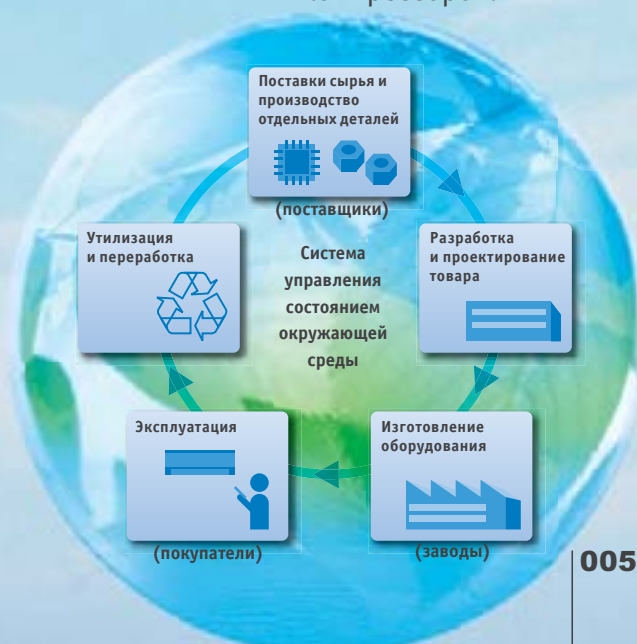 Поставки сырья и
производство
отдельных деталей
(поставщики)
Утилизация
и переработка
Система
управления
состоянием
окружающей
среды
Разработка
и проектирование
товара
Эксплуатация
(покупатели)
Изготовление
оборудования
(заводы)
005